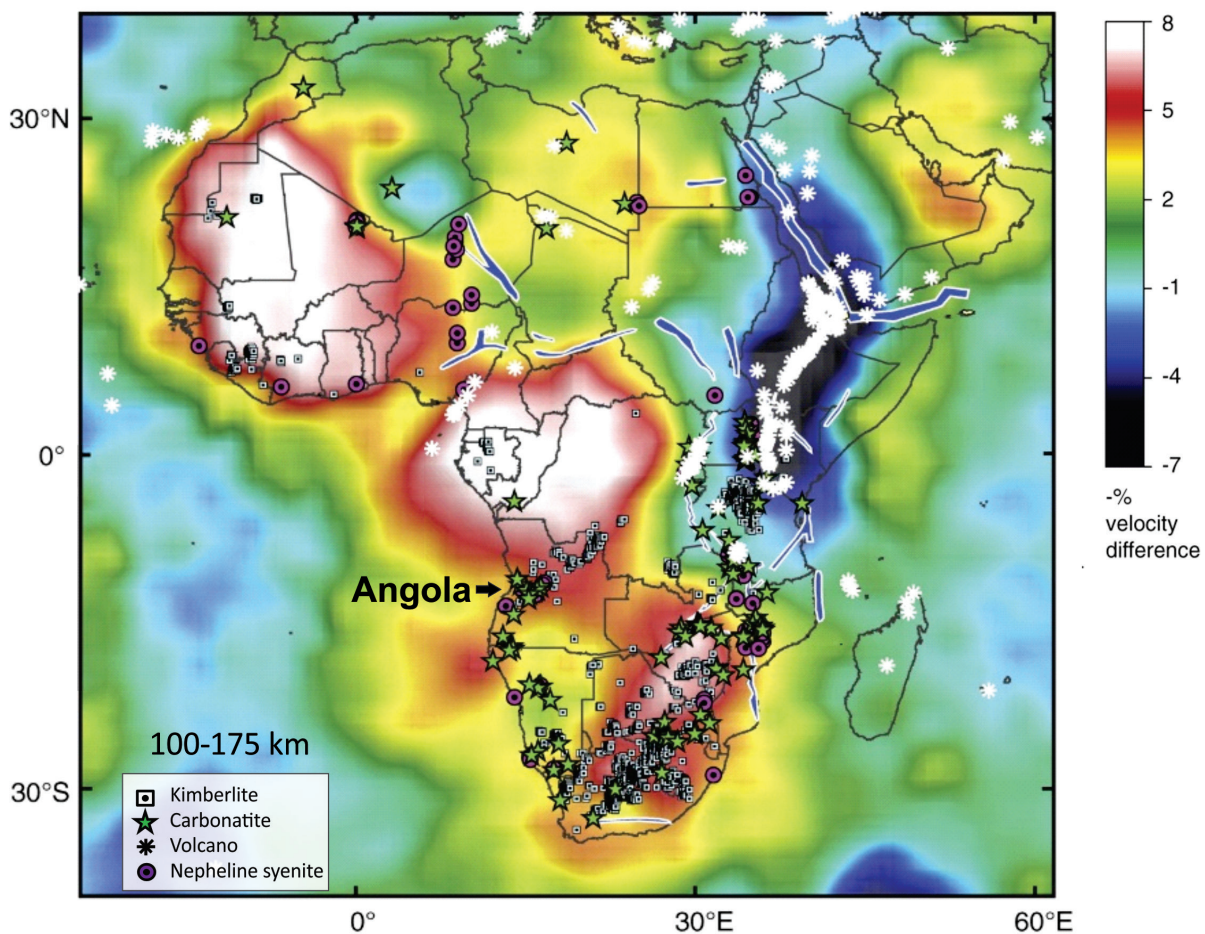 30°N
0°
30°S
Angola
100-175 km
Kimberlite
Carbonatite
Volcano
Nepheline syenite
0°
30°E
60°E
8
5
2
-1
-4
-7
-%
velocity
difference